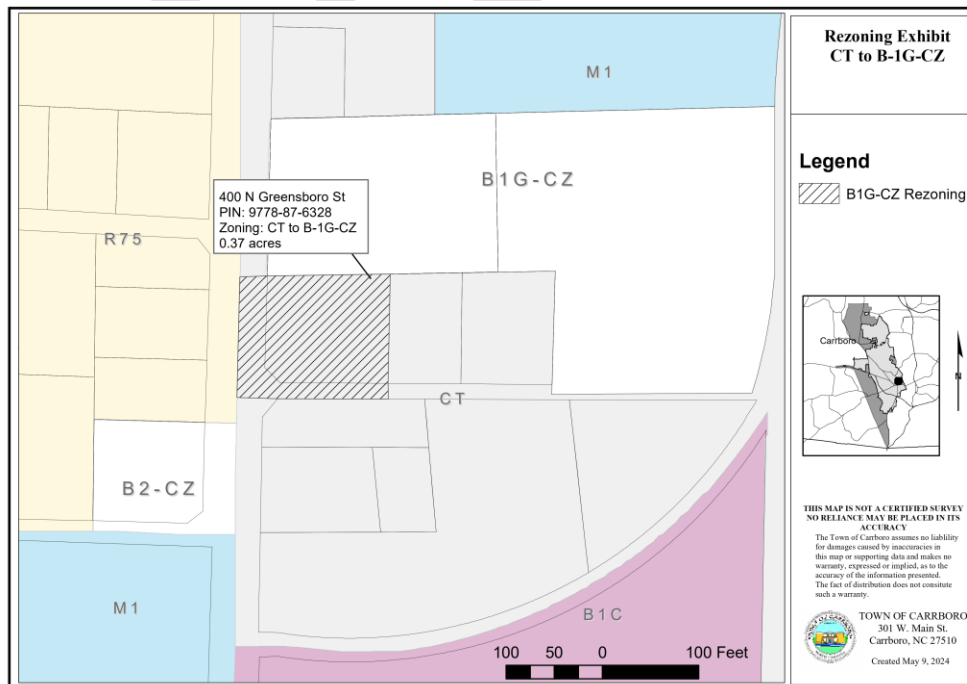 M1
B1G-CZ
400 N Greensboro St
PIN: 9778-87-6328
Zoning: CT to B-1G-CZ
0.37 acres
R75
CT
B2-CZ
M1
B1C
100 50 0 100 Feet
Rezoning Exhibit
CT to B-1G-CZ
Legend
B1G-CZ Rezoning
Carrboro
N
THIS MAP IS NOT A CERTIFIED SURVEY
NO RELIANCE MAY BE PLACED IN ITS
ACCURACY
The Town of Carrboro assumes no liablility
for damages caused by inaccuracies in
this map or supporting data and makes no
warranty, expressed or implied, as to the
accuracy of the information presented.
The fact of distribution does not consitute
such a warranty.
TOWN OF CARRBORO
301 W. Main St.
Carrboro, NC 27510
Created May 9, 2024